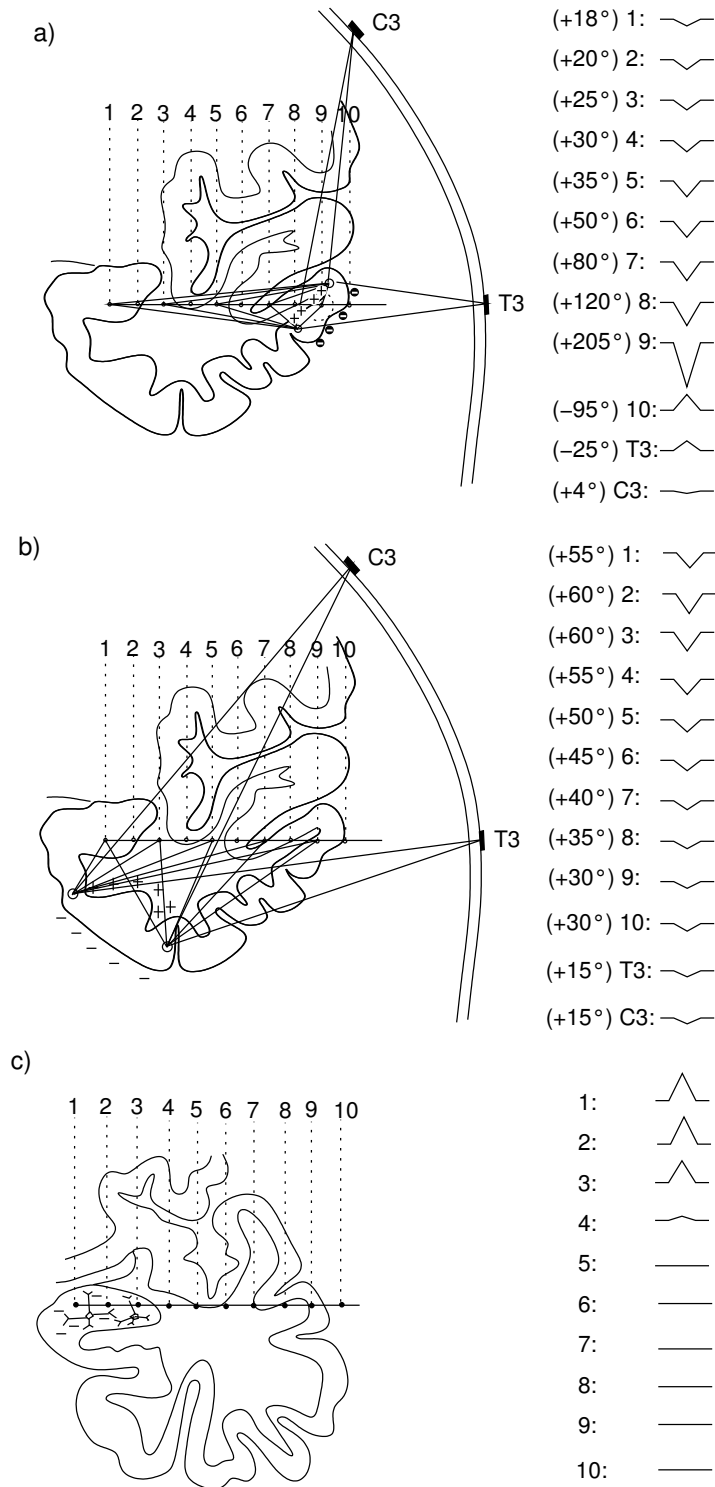 a)
C3
1 2 3 4 5 6 7 8 9 10
T3
(+18°) 1:
(+20°) 2:
(+25°) 3:
(+30°) 4:
(+35°) 5:
(+50°) 6:
(+80°) 7:
(+120°) 8:
(+205°) 9:
(−95°) 10:
(−25°) T3:
(+4°) C3:
b)
C3
1 2 3 4 5 6 7 8 9 10
T3
(+55°) 1:
(+60°) 2:
(+60°) 3:
(+55°) 4:
(+50°) 5:
(+45°) 6:
(+40°) 7:
(+35°) 8:
(+30°) 9:
(+30°) 10:
(+15°) T3:
(+15°) C3:
c)
1 2 3 4 5 6 7 8 9 10
1:
2:
3:
4:
5:
6:
7:
8:
9:
10: